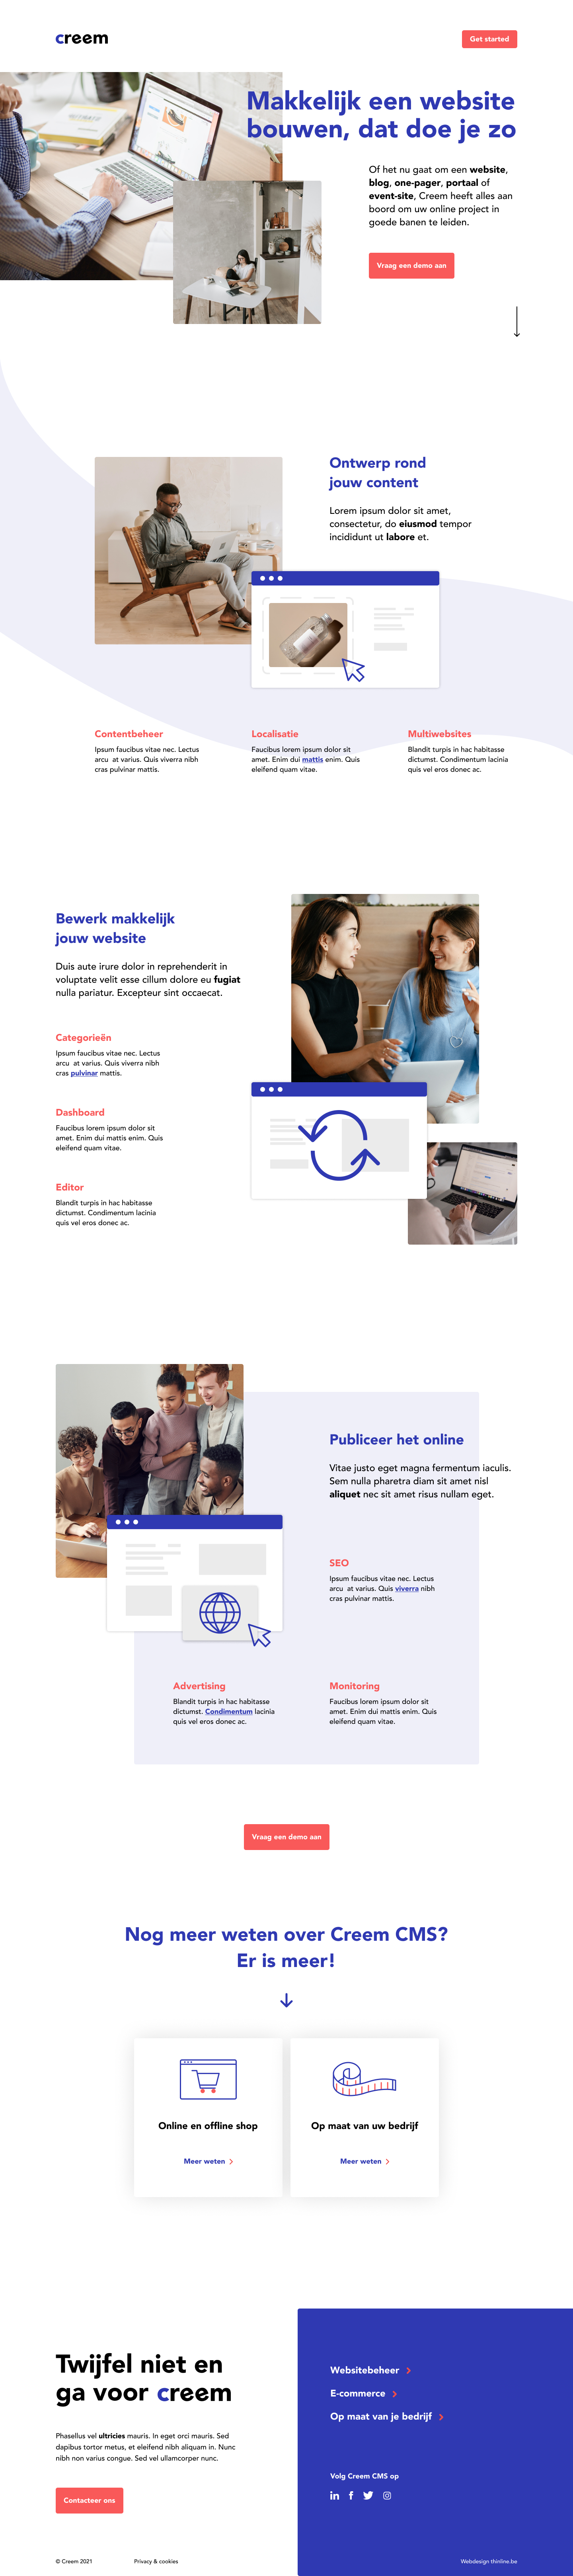 creem
Get started
Makkelijk een website
bouwen, dat doe je zo
Of het nu gaat om een website,
blog, one-pager, portaal of
event-site, Creem heeft alles aan
boord om uw online project in
goede banen te leiden.
Vraag een demo aan
Ontwerp rond
jouw content
Lorem ipsum dolor sit amet,
consectetur, do eiusmod tempor
incididunt ut labore et.
Contentbeheer
Ipsum faucibus vitae nec. Lectus
arcu  at varius. Quis viverra nibh
cras pulvinar mattis.
Localisatie
Faucibus lorem ipsum dolor sit
amet. Enim dui mattis enim. Quis
eleifend quam vitae.
Multiwebsites
Blandit turpis in hac habitasse
dictumst. Condimentum lacinia
quis vel eros donec ac.
Bewerk makkelijk
jouw website
Duis aute irure dolor in reprehenderit in
voluptate velit esse cillum dolore eu fugiat
nulla pariatur. Excepteur sint occaecat.
Categorieën
Ipsum faucibus vitae nec. Lectus
arcu  at varius. Quis viverra nibh
cras pulvinar mattis.
Dashboard
Faucibus lorem ipsum dolor sit
amet. Enim dui mattis enim. Quis
eleifend quam vitae.
Editor
Blandit turpis in hac habitasse
dictumst. Condimentum lacinia
quis vel eros donec ac.
Publiceer het online
Vitae justo eget magna fermentum iaculis.
Sem nulla pharetra diam sit amet nisl
aliquet nec sit amet risus nullam eget.
SEO
Ipsum faucibus vitae nec. Lectus
arcu  at varius. Quis viverra nibh
cras pulvinar mattis.
Advertising
Blandit turpis in hac habitasse
dictumst. Condimentum lacinia
quis vel eros donec ac.
Monitoring
Faucibus lorem ipsum dolor sit
amet. Enim dui mattis enim. Quis
eleifend quam vitae.
Vraag een demo aan
Nog meer weten over Creem CMS?
Er is meer!
Online en offline shop
Meer weten
Op maat van uw bedrijf
Meer weten
Twijfel niet en
ga voor creem
Phasellus vel ultricies mauris. In eget orci mauris. Sed
dapibus tortor metus, et eleifend nibh aliquam in. Nunc
nibh non varius congue. Sed vel ullamcorper nunc.
Contacteer ons
© Creem 2021
Privacy & cookies
Websitebeheer
E-commerce
Op maat van je bedrijf
Volg Creem CMS op
Webdesign thinline.be